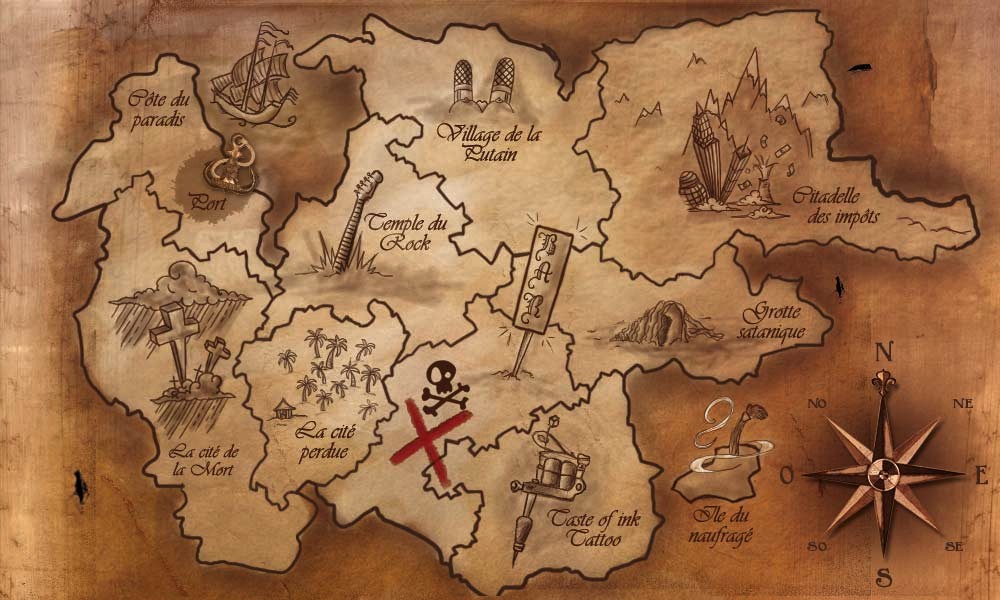 Côte du
paradis
Port
Village de la
Putain
Citadelle
des impôts
Temple du
Rock
BAR
Grotte
satanique
La cité de
la Mort
La cité
perdue
Taste of ink
Tattoo
Ile du
naufragé
N
NO
NE
O
E
SO
SE
S